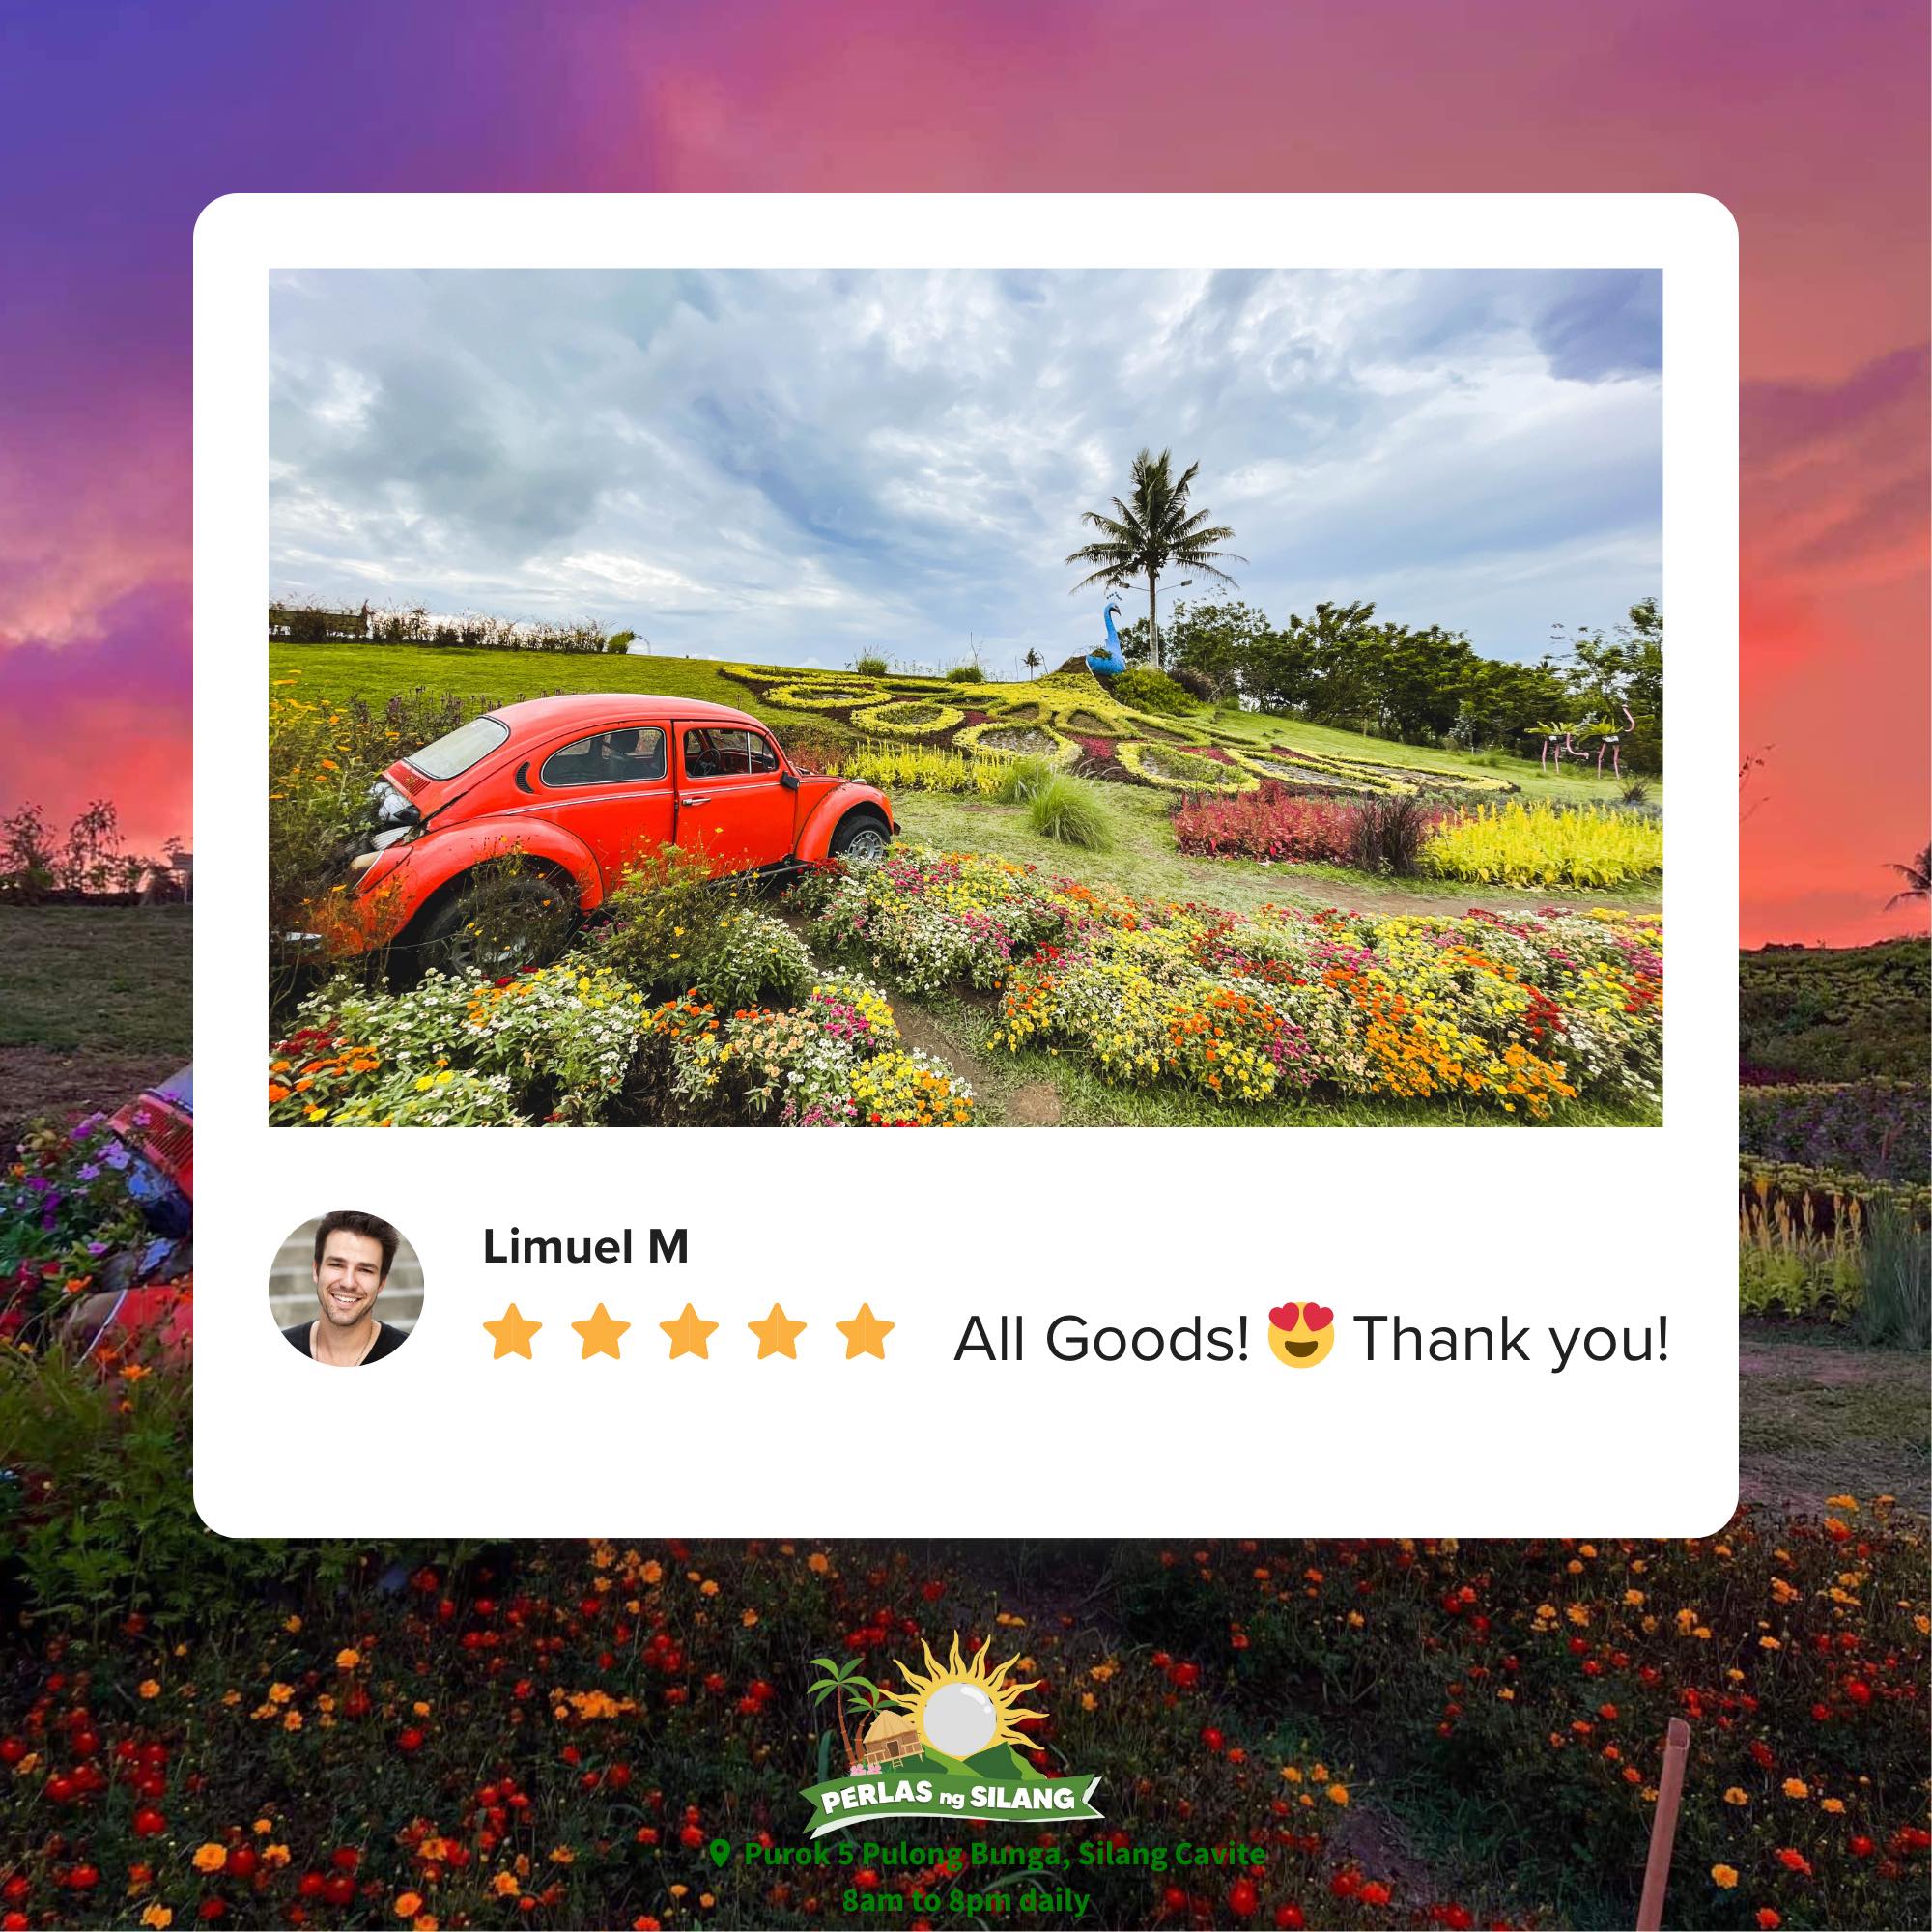 Limuel M
All Goods! 😍 Thank you!
PERLAS ng SILANG
Purok 5 Pulong Bunga, Silang Cavite
8am to 8pm daily